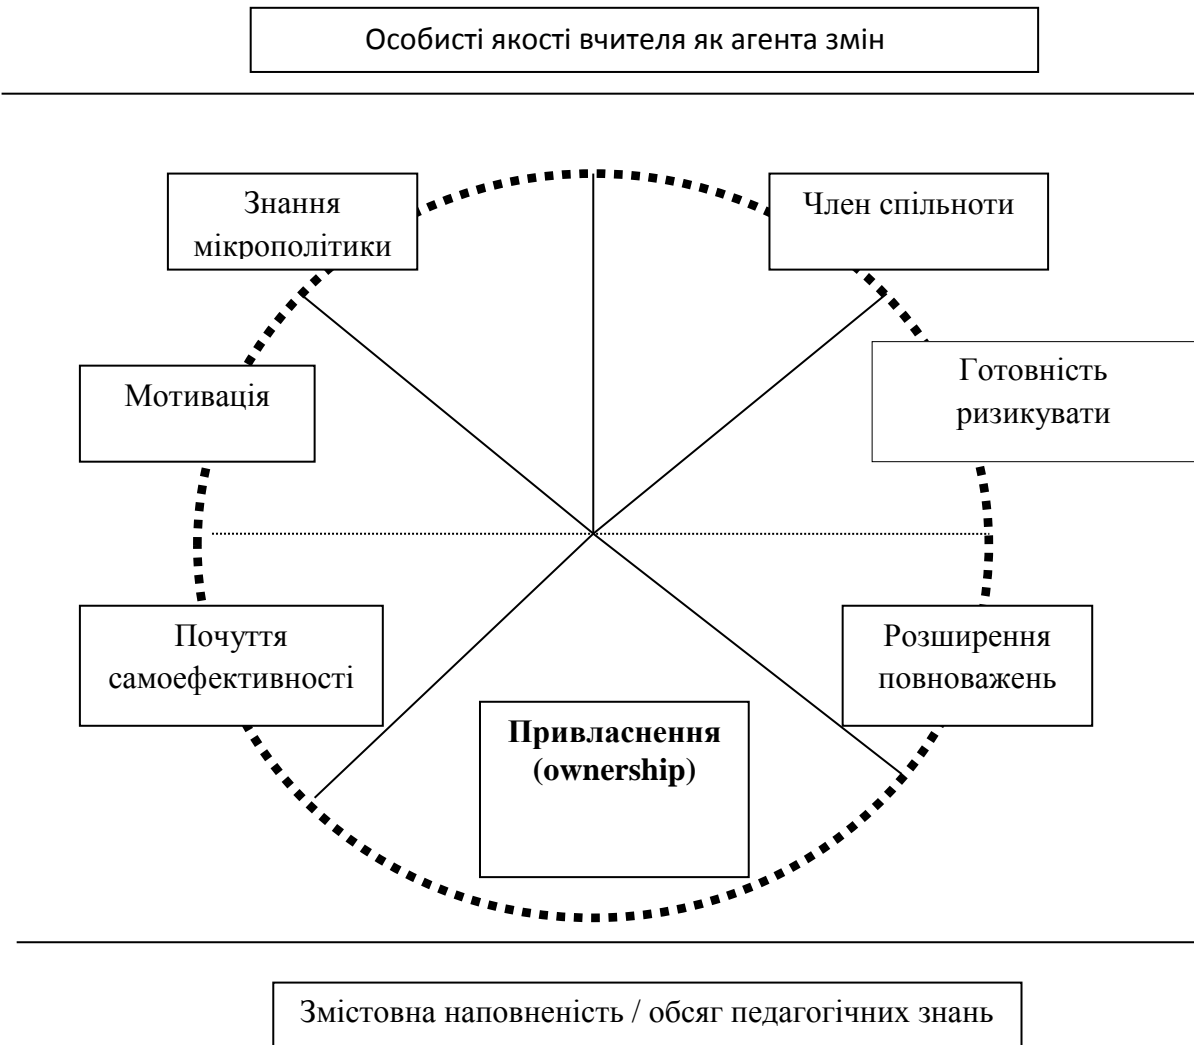 Особисті якості вчителя як агента змін
Знання
мікрополітики
Член спільноти
Мотивація
Готовність
ризикувати
Почуття
самоефективності
Розширення
повноважень
Привласнення
(ownership)
Змістовна наповненість / обсяг педагогічних знань